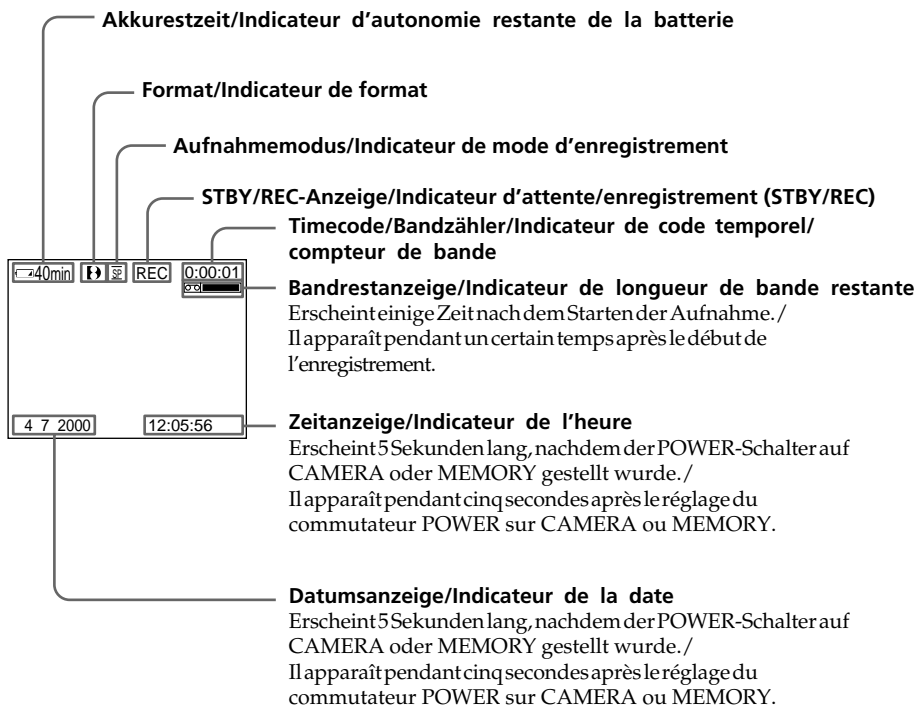 Akkurestzeit/Indicateur d'autonomie restante de la batterie
Format/Indicateur de format
Aufnahmemodus/Indicateur de mode d'enregistrement
STBY/REC-Anzeige/Indicateur d'attente/enregistrement (STBY/REC)
Timecode/Bandzähler/Indicateur de code temporel/
compteur de bande
40min SP REC 0:00:01
Bandrestanzeige/Indicateur de longueur de bande restante
Erscheint einige Zeit nach dem Starten der Aufnahme./
Il apparaît pendant un certain temps après le début de
l'enregistrement.
4 7 2000 12:05:56
Zeitanzeige/Indicateur de l'heure
Erscheint 5 Sekunden lang, nachdem der POWER-Schalter auf
CAMERA oder MEMORY gestellt wurde./
Il apparaît pendant cinq secondes après le réglage du
commutateur POWER sur CAMERA ou MEMORY.
Datumsanzeige/Indicateur de la date
Erscheint 5 Sekunden lang, nachdem der POWER-Schalter auf
CAMERA oder MEMORY gestellt wurde./
Il apparaît pendant cinq secondes après le réglage du
commutateur POWER sur CAMERA ou MEMORY.